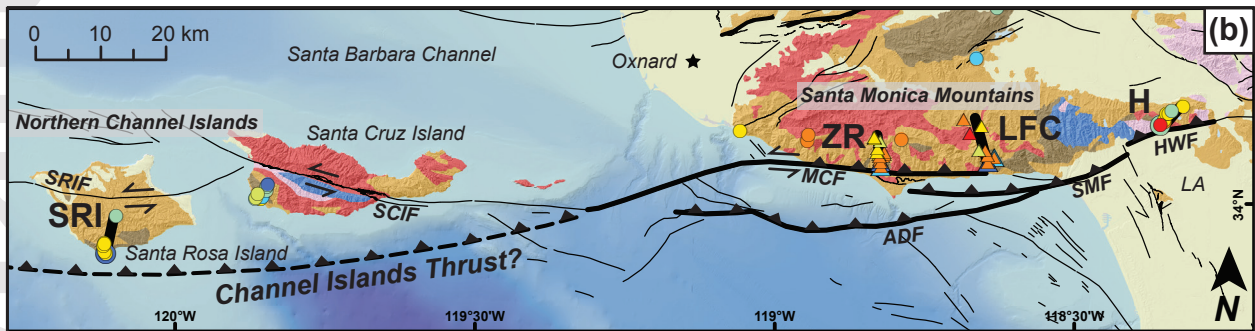 (b)
0 10 20 km
Santa Barbara Channel
Oxnard
Santa Monica Mountains
H
Northern Channel Islands
Santa Cruz Island
ZR
LFC
HWF
SRIF
MCF
SMF
LA
SRI
SCIF
34°N
ADF
Santa Rosa Island
Channel Islands Thrust?
N
120°W
119°30'W
119°W
118°30'W